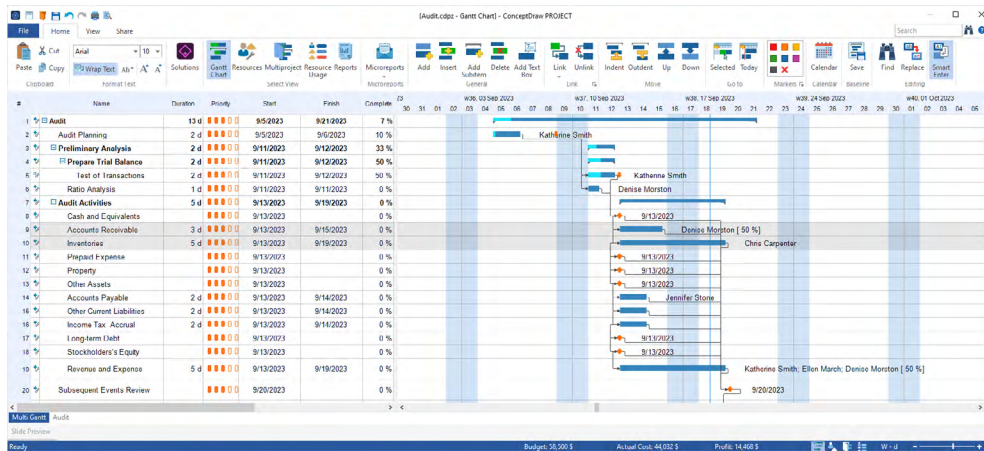 [Audit.cdpz - Gantt Chart] - ConceptDraw PROJECT
File Home View Share Search
Paste Cut Copy Arial 10 Wrap Text Solutions Gantt Chart Resources Multiproject Resource Usage Reports Microreports Add Insert Add Subitem Delete Add Text Box Link Unlink Indent Outdent Up Down Selected Today Markers Calendar Save Find Replace Smart Enter
Clipboard Format Text Select View Microreports General Link Move Go to Markers Calendar Baseline Editing
# Name Duration Priority Start Finish Complete
w36, 03 Sep 2023 w37, 10 Sep 2023 w38, 17 Sep 2023 w39, 24 Sep 2023 w40, 01 Oct 2023
30 31 01 02 03 04 05 06 07 08 09 10 11 12 13 14 15 16 17 18 19 20 21 22 23 24 25 26 27 28 29 30 01 02 03 04 05
1 Audit 13 d 9/5/2023 9/21/2023 7 %
2 Audit Planning 2 d 9/5/2023 9/6/2023 10 % Katherine Smith
3 Preliminary Analysis 2 d 9/11/2023 9/12/2023 33 %
4 Prepare Trial Balance 2 d 9/11/2023 9/12/2023 50 %
5 Test of Transactions 2 d 9/11/2023 9/12/2023 50 % Katherine Smith
6 Ratio Analysis 1 d 9/11/2023 9/11/2023 0 % Denise Morston
7 Audit Activities 5 d 9/13/2023 9/19/2023 0 %
8 Cash and Equivalents 9/13/2023 0 % 9/13/2023
9 Accounts Receivable 3 d 9/13/2023 9/15/2023 0 % Denise Morston [ 50 %]
10 Inventories 5 d 9/13/2023 9/19/2023 0 % Chris Carpenter
11 Prepaid Expense 9/13/2023 0 % 9/13/2023
12 Property 9/13/2023 0 % 9/13/2023
13 Other Assets 9/13/2023 0 % 9/13/2023
14 Accounts Payable 2 d 9/13/2023 9/14/2023 0 % Jennifer Stone
15 Other Current Liabilities 2 d 9/13/2023 9/14/2023 0 %
16 Income Tax Accrual 2 d 9/13/2023 9/14/2023 0 %
17 Long-term Debt 9/13/2023 0 % 9/13/2023
18 Stockholders's Equity 9/13/2023 0 % 9/13/2023
19 Revenue and Expense 5 d 9/13/2023 9/19/2023 0 % Katherine Smith; Ellen March; Denise Morston [ 50 %]
20 Subsequent Events Review 9/20/2023 0 % 9/20/2023
Multi Gantt Audit
Slide Preview
Ready Budget: 58,500 $ Actual Cost: 44,032 $ Profit: 14,468 $ W - d